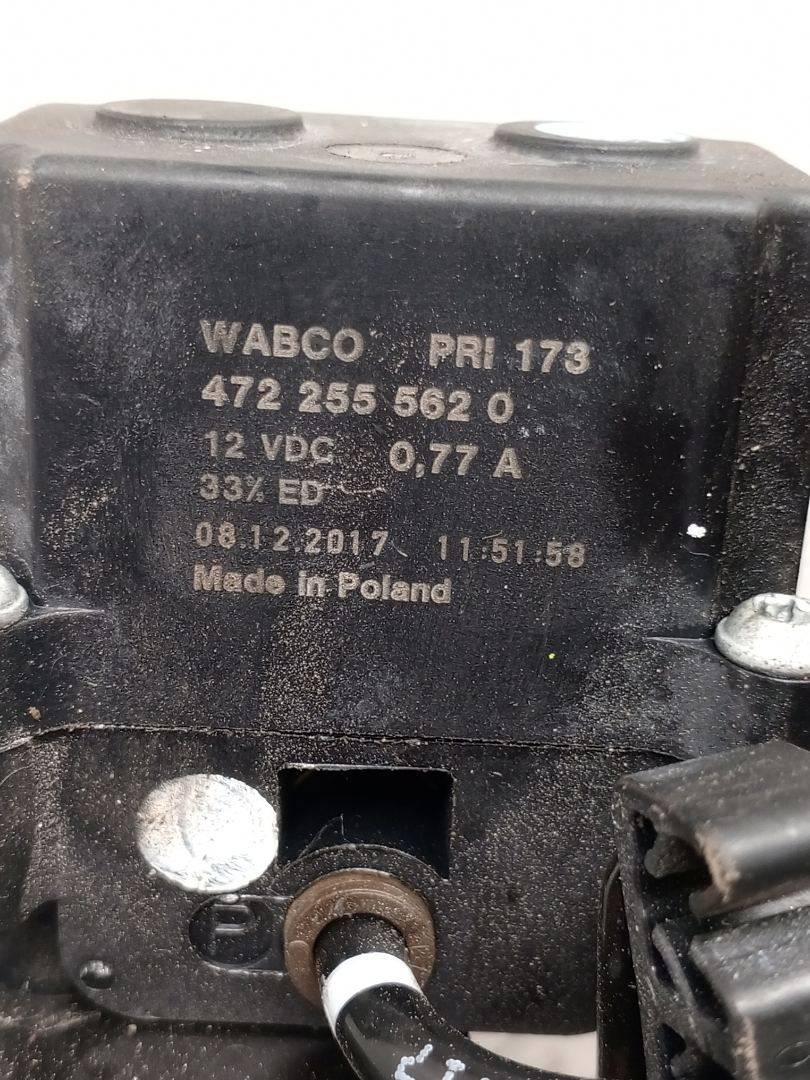 WABCO PRI 173
472 255 562 0
12 VDC 0,77 A
33% ED
08.12.2017 11:51:58
Made in Poland
P